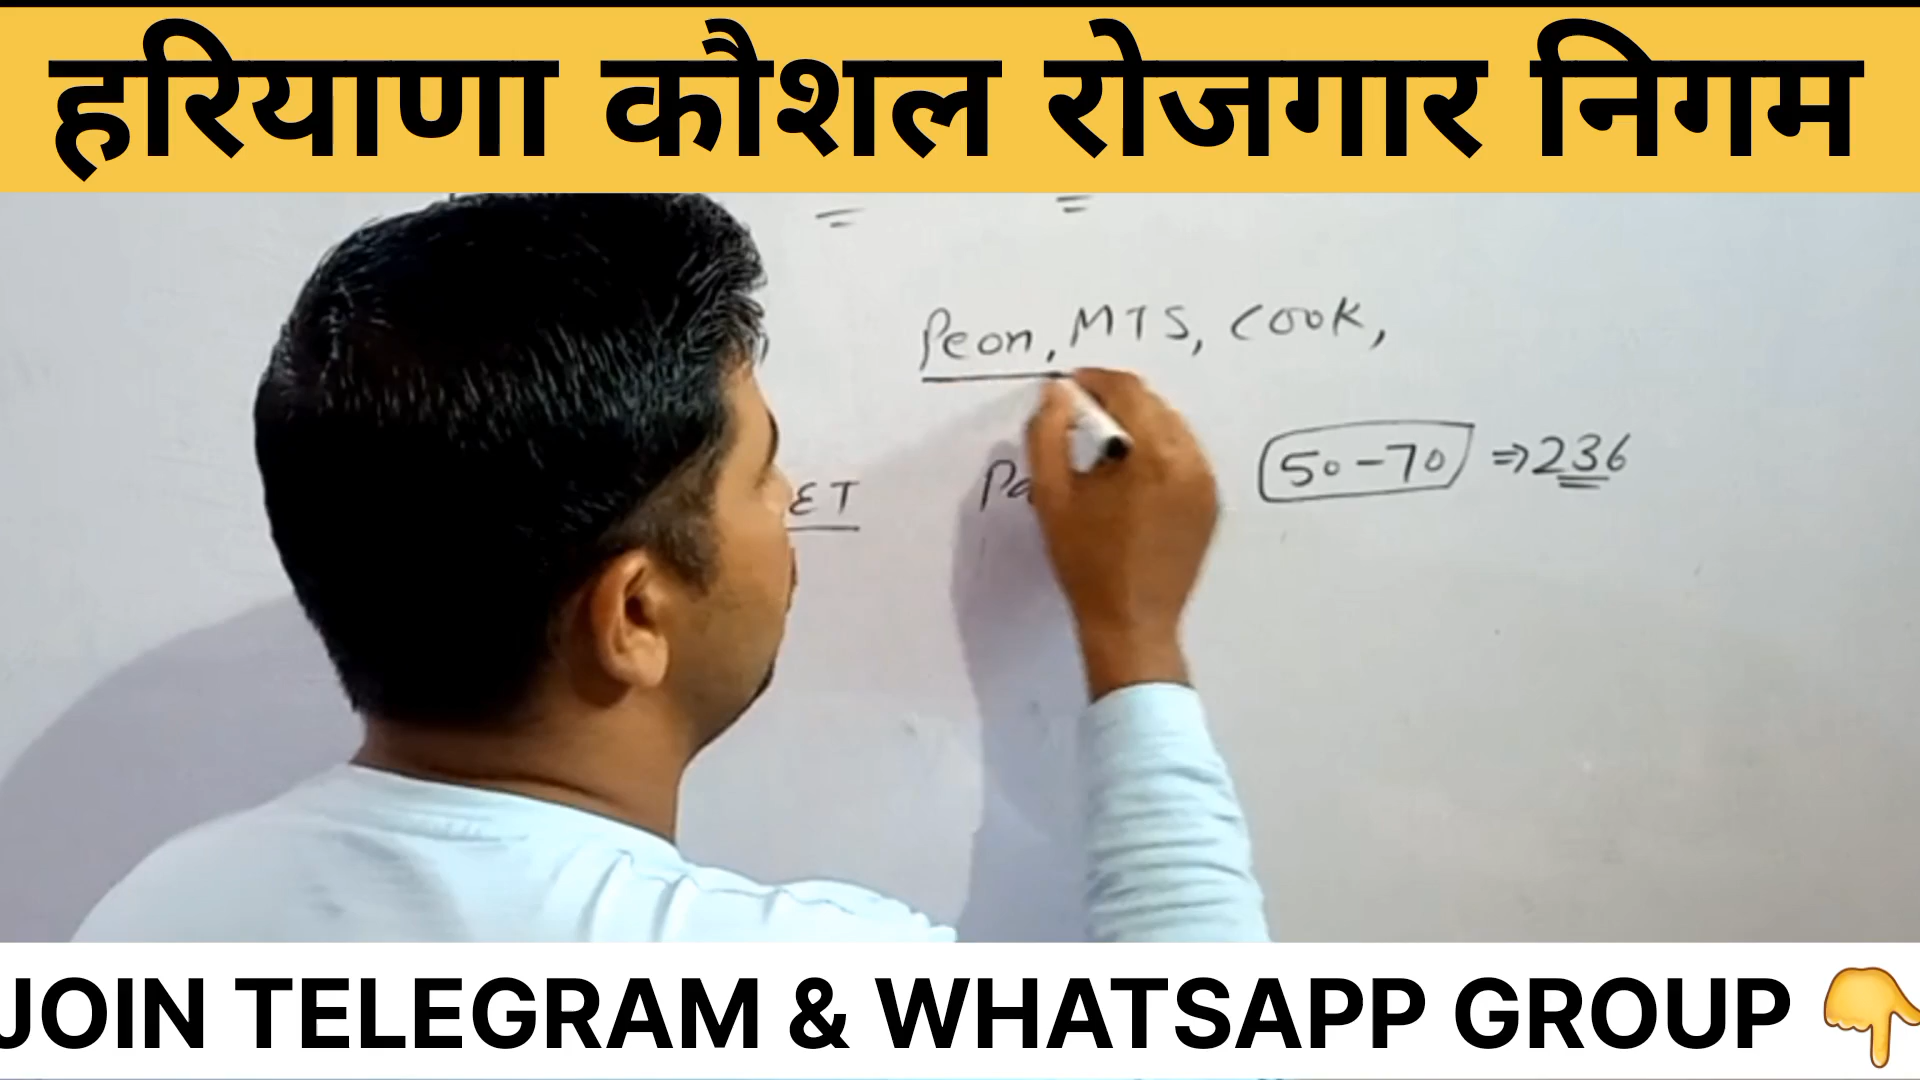 हरियाणा कौशल रोजगार निगम
Peon, MTS, Cook,
50-70 ⇒ 236
JOIN TELEGRAM & WHATSAPP GROUP 👇